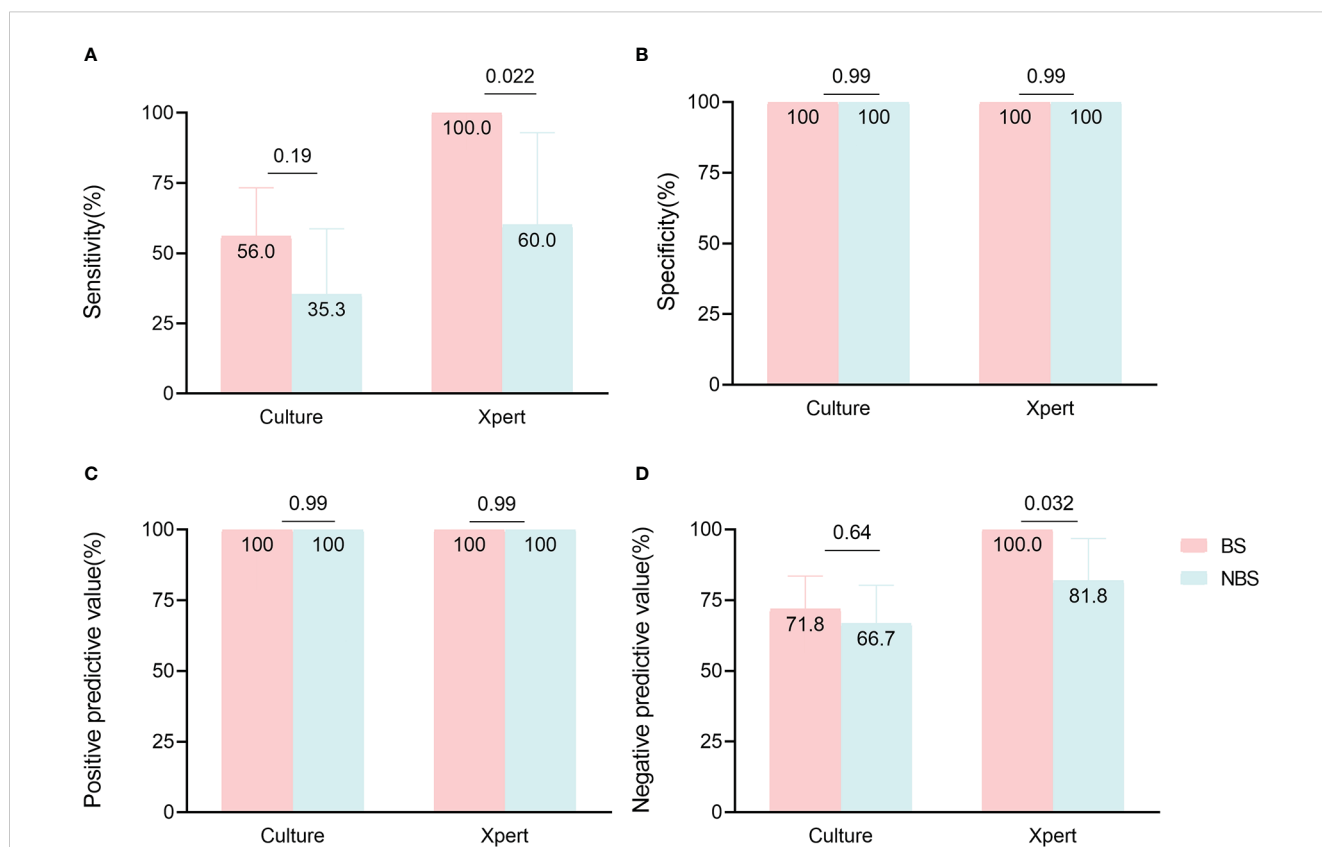 A
0.022
100
100.0
0.19
75
56.0
60.0
50
35.3
25
0
Sensitivity(%)
Culture
Xpert
B
0.99
0.99
100
100
100
100
100
75
50
25
0
Specificity(%)
Culture
Xpert
C
0.99
0.99
100
100
100
100
100
75
50
25
0
Positive predictive value(%)
Culture
Xpert
D
0.032
0.64
100
100.0
75
71.8
66.7
81.8
50
25
0
Negative predictive value(%)
Culture
Xpert
BS
NBS